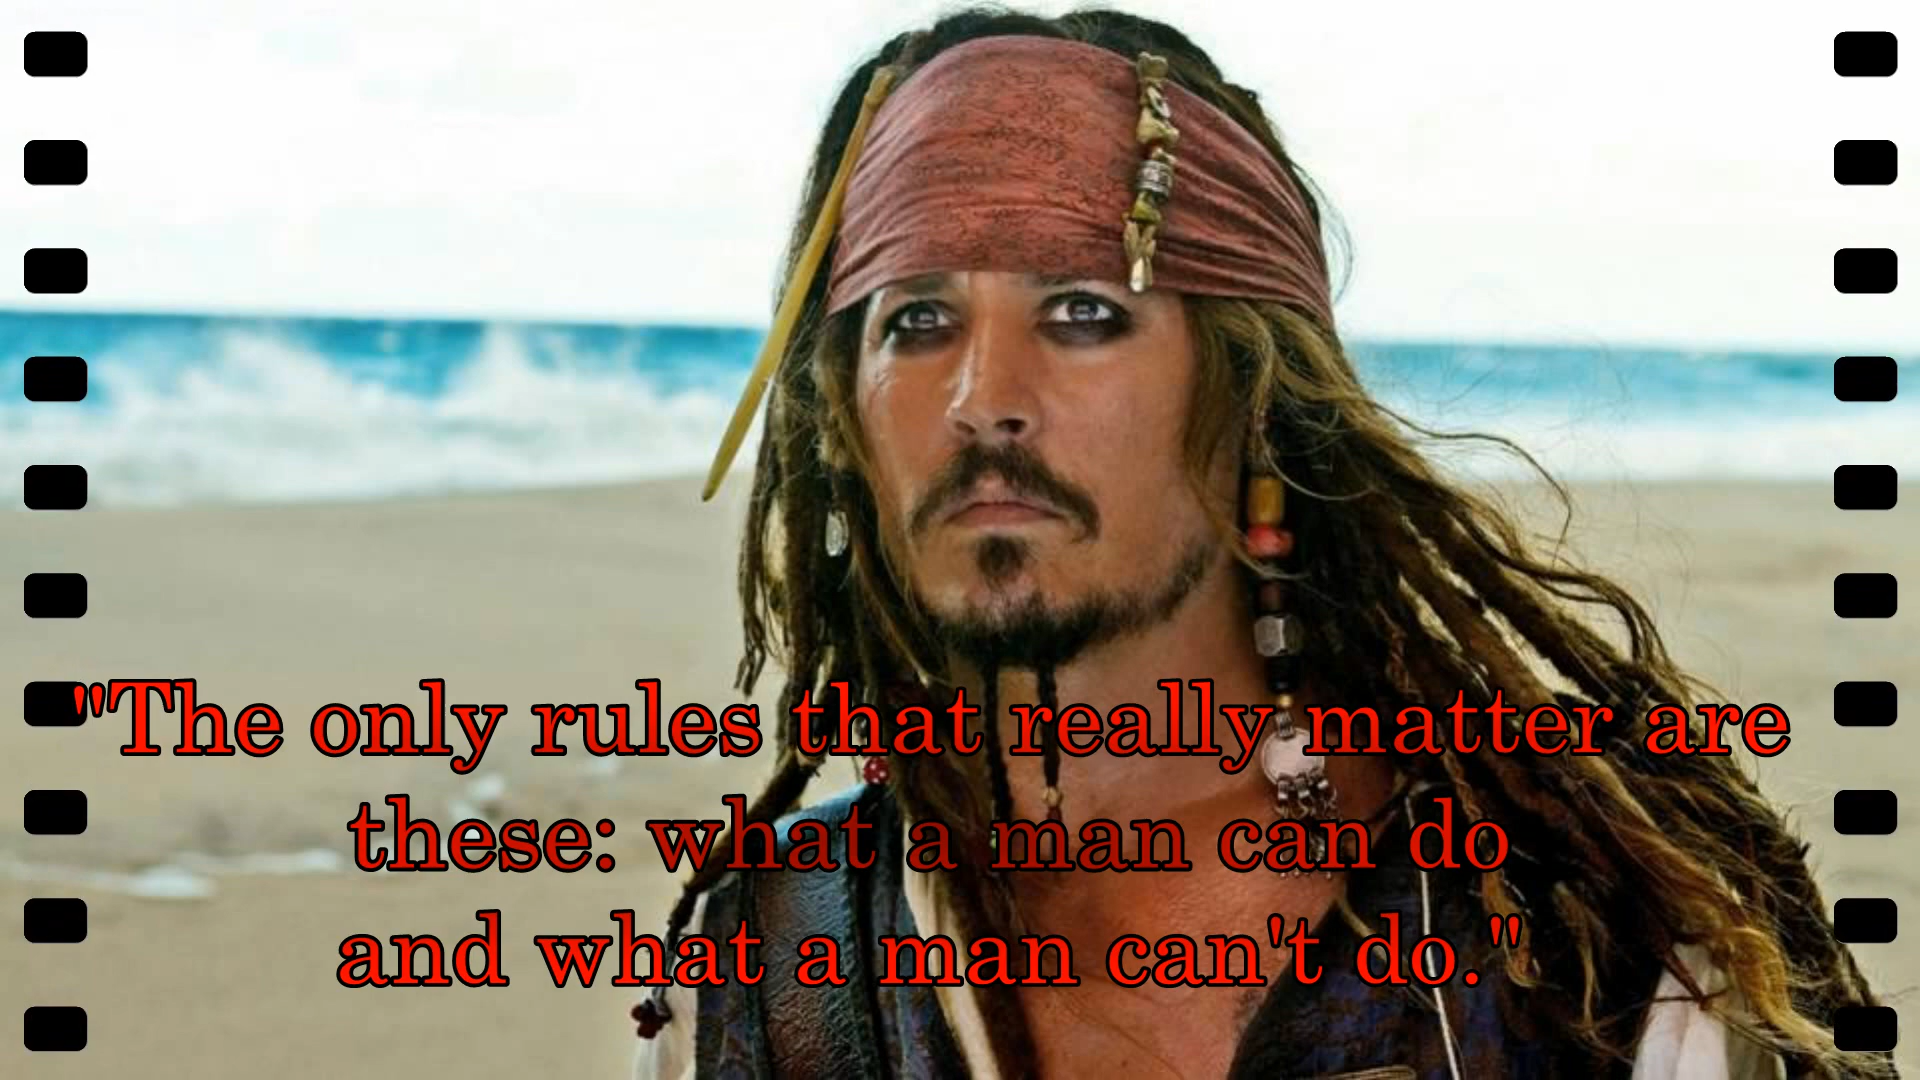 "The only rules that really matter are
these: what a man can do
and what a man can't do."